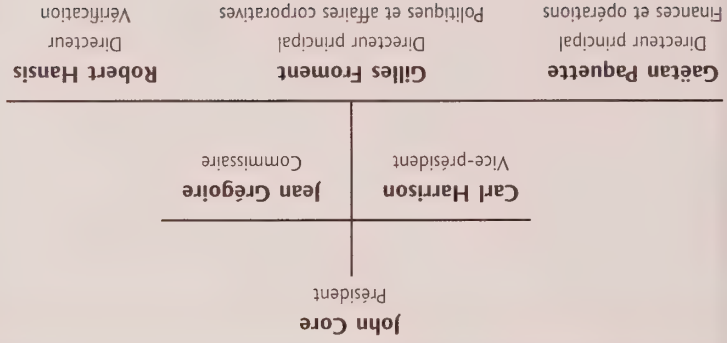 John Core
Président
Carl Harrison
Vice-président
Jean Grégoire
Commissaire
Gaëtan Paquette
Directeur principal
Finances et opérations
Gilles Froment
Directeur principal
Politiques et affaires corporatives
Robert Hansis
Directeur
Vérification